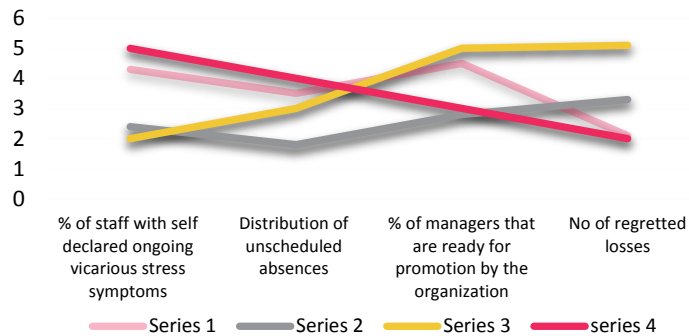 6
5
4
3
2
1
0
% of staff with self
declared ongoing
vicarious stress
symptoms
Distribution of
unscheduled
absences
% of managers that
are ready for
promotion by the
organization
No of regretted
losses
Series 1
Series 2
Series 3
series 4